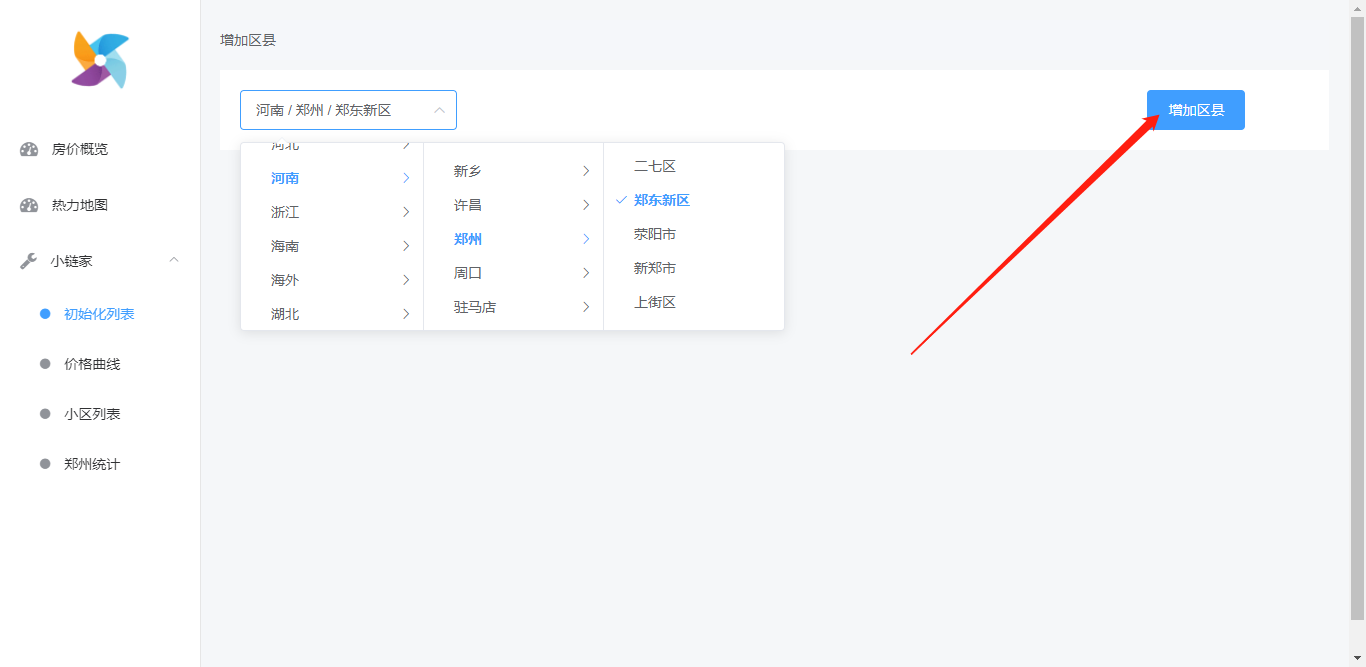 房价概览
热力地图
小链家
初始化列表
价格曲线
小区列表
郑州统计
增加区县
河南 / 郑州 / 郑东新区
增加区县
河北
河南
浙江
海南
海外
湖北
新乡
许昌
郑州
周口
驻马店
二七区
郑东新区
荥阳市
新郑市
上街区